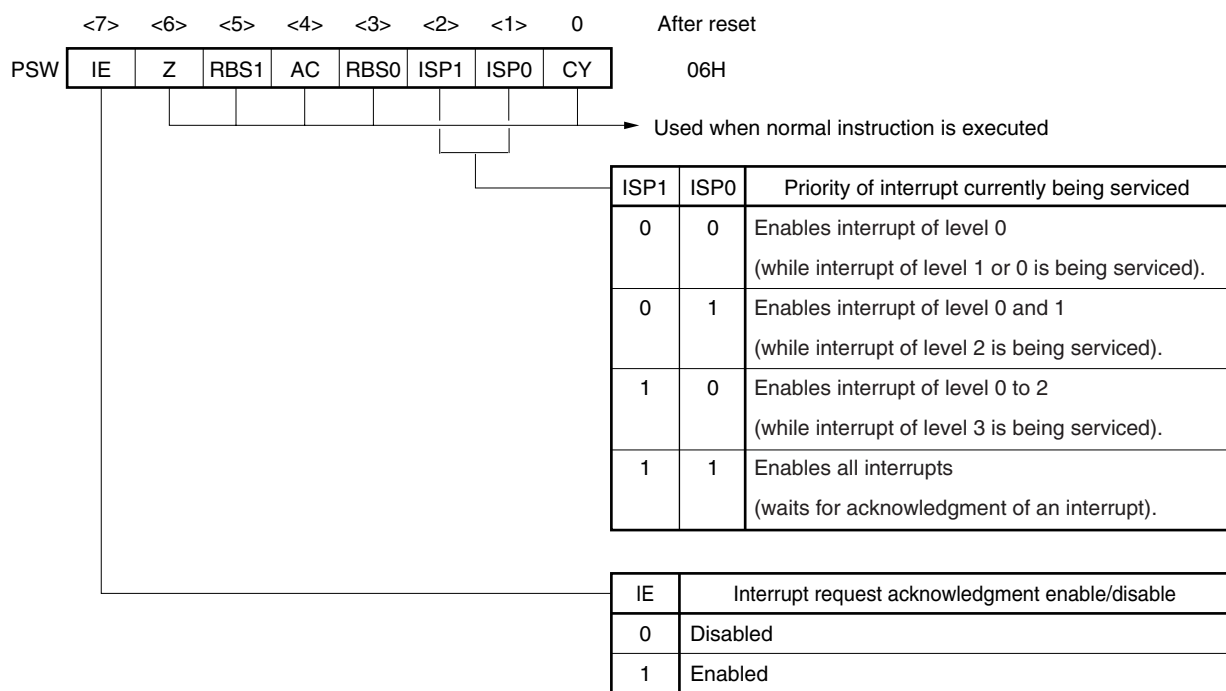 <7> <6> <5> <4> <3> <2> <1> 0 After reset
PSW IE Z RBS1 AC RBS0 ISP1 ISP0 CY 06H
Used when normal instruction is executed
ISP1 ISP0 Priority of interrupt currently being serviced
0 0 Enables interrupt of level 0
(while interrupt of level 1 or 0 is being serviced).
0 1 Enables interrupt of level 0 and 1
(while interrupt of level 2 is being serviced).
1 0 Enables interrupt of level 0 to 2
(while interrupt of level 3 is being serviced).
1 1 Enables all interrupts
(waits for acknowledgment of an interrupt).
IE Interrupt request acknowledgment enable/disable
0 Disabled
1 Enabled